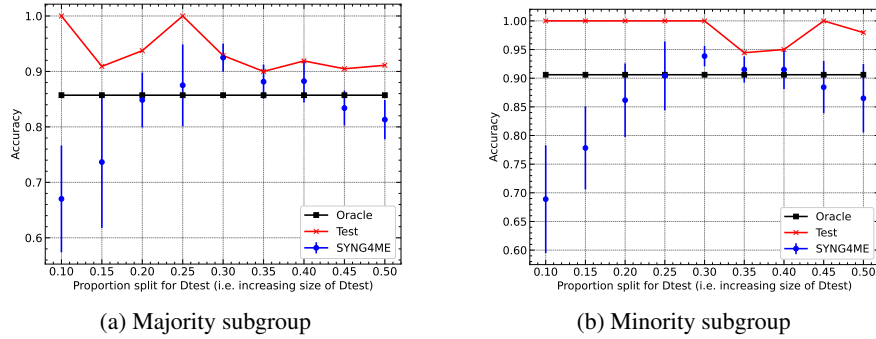 1.0
0.9
0.8
0.7
0.6
Accuracy
0.10 0.15 0.20 0.25 0.30 0.35 0.40 0.45 0.50
Proportion split for Dtest (i.e. increasing size of Dtest)
Oracle
Test
SYNG4ME
(a) Majority subgroup
1.00
0.95
0.90
0.85
0.80
0.75
0.70
0.65
0.60
Accuracy
0.10 0.15 0.20 0.25 0.30 0.35 0.40 0.45 0.50
Proportion split for Dtest (i.e. increasing size of Dtest)
Oracle
Test
SYNG4ME
(b) Minority subgroup